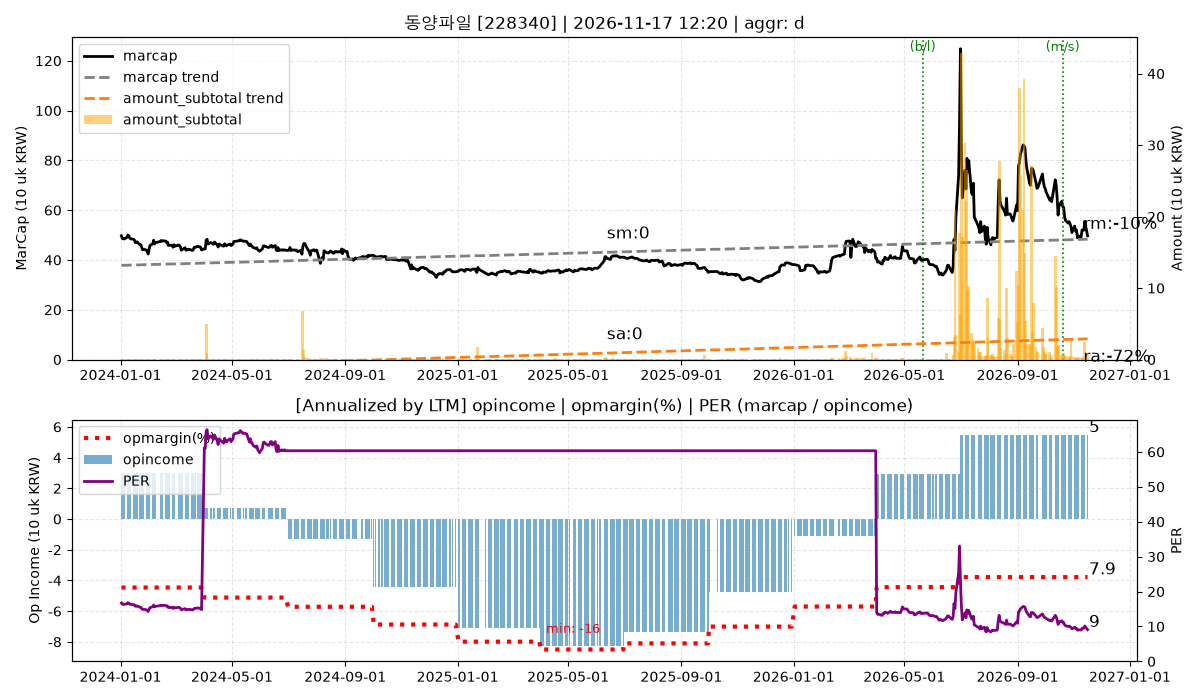 동양파일 [228340] | 2026-11-17 12:20 | aggr: d
marcap
marcap trend
amount_subtotal trend
amount_subtotal
(b/l)
(m/s)
MarCap (10 uk KRW)
Amount (10 uk KRW)
120
100
80
60
40
20
0
40
30
20
10
0
sm:0
sa:0
rm:-10%
ra:-72%
2024-01-01
2024-05-01
2024-09-01
2025-01-01
2025-05-01
2025-09-01
2026-01-01
2026-05-01
2026-09-01
2027-01-01
[Annualized by LTM] opincome | opmargin(%) | PER (marcap / opincome)
opmargin(%)
opincome
PER
Op Income (10 uk KRW)
PER
6
4
2
0
-2
-4
-6
-8
60
50
40
30
20
10
0
5
7.9
9
min: -16
2024-01-01
2024-05-01
2024-09-01
2025-01-01
2025-05-01
2025-09-01
2026-01-01
2026-05-01
2026-09-01
2027-01-01